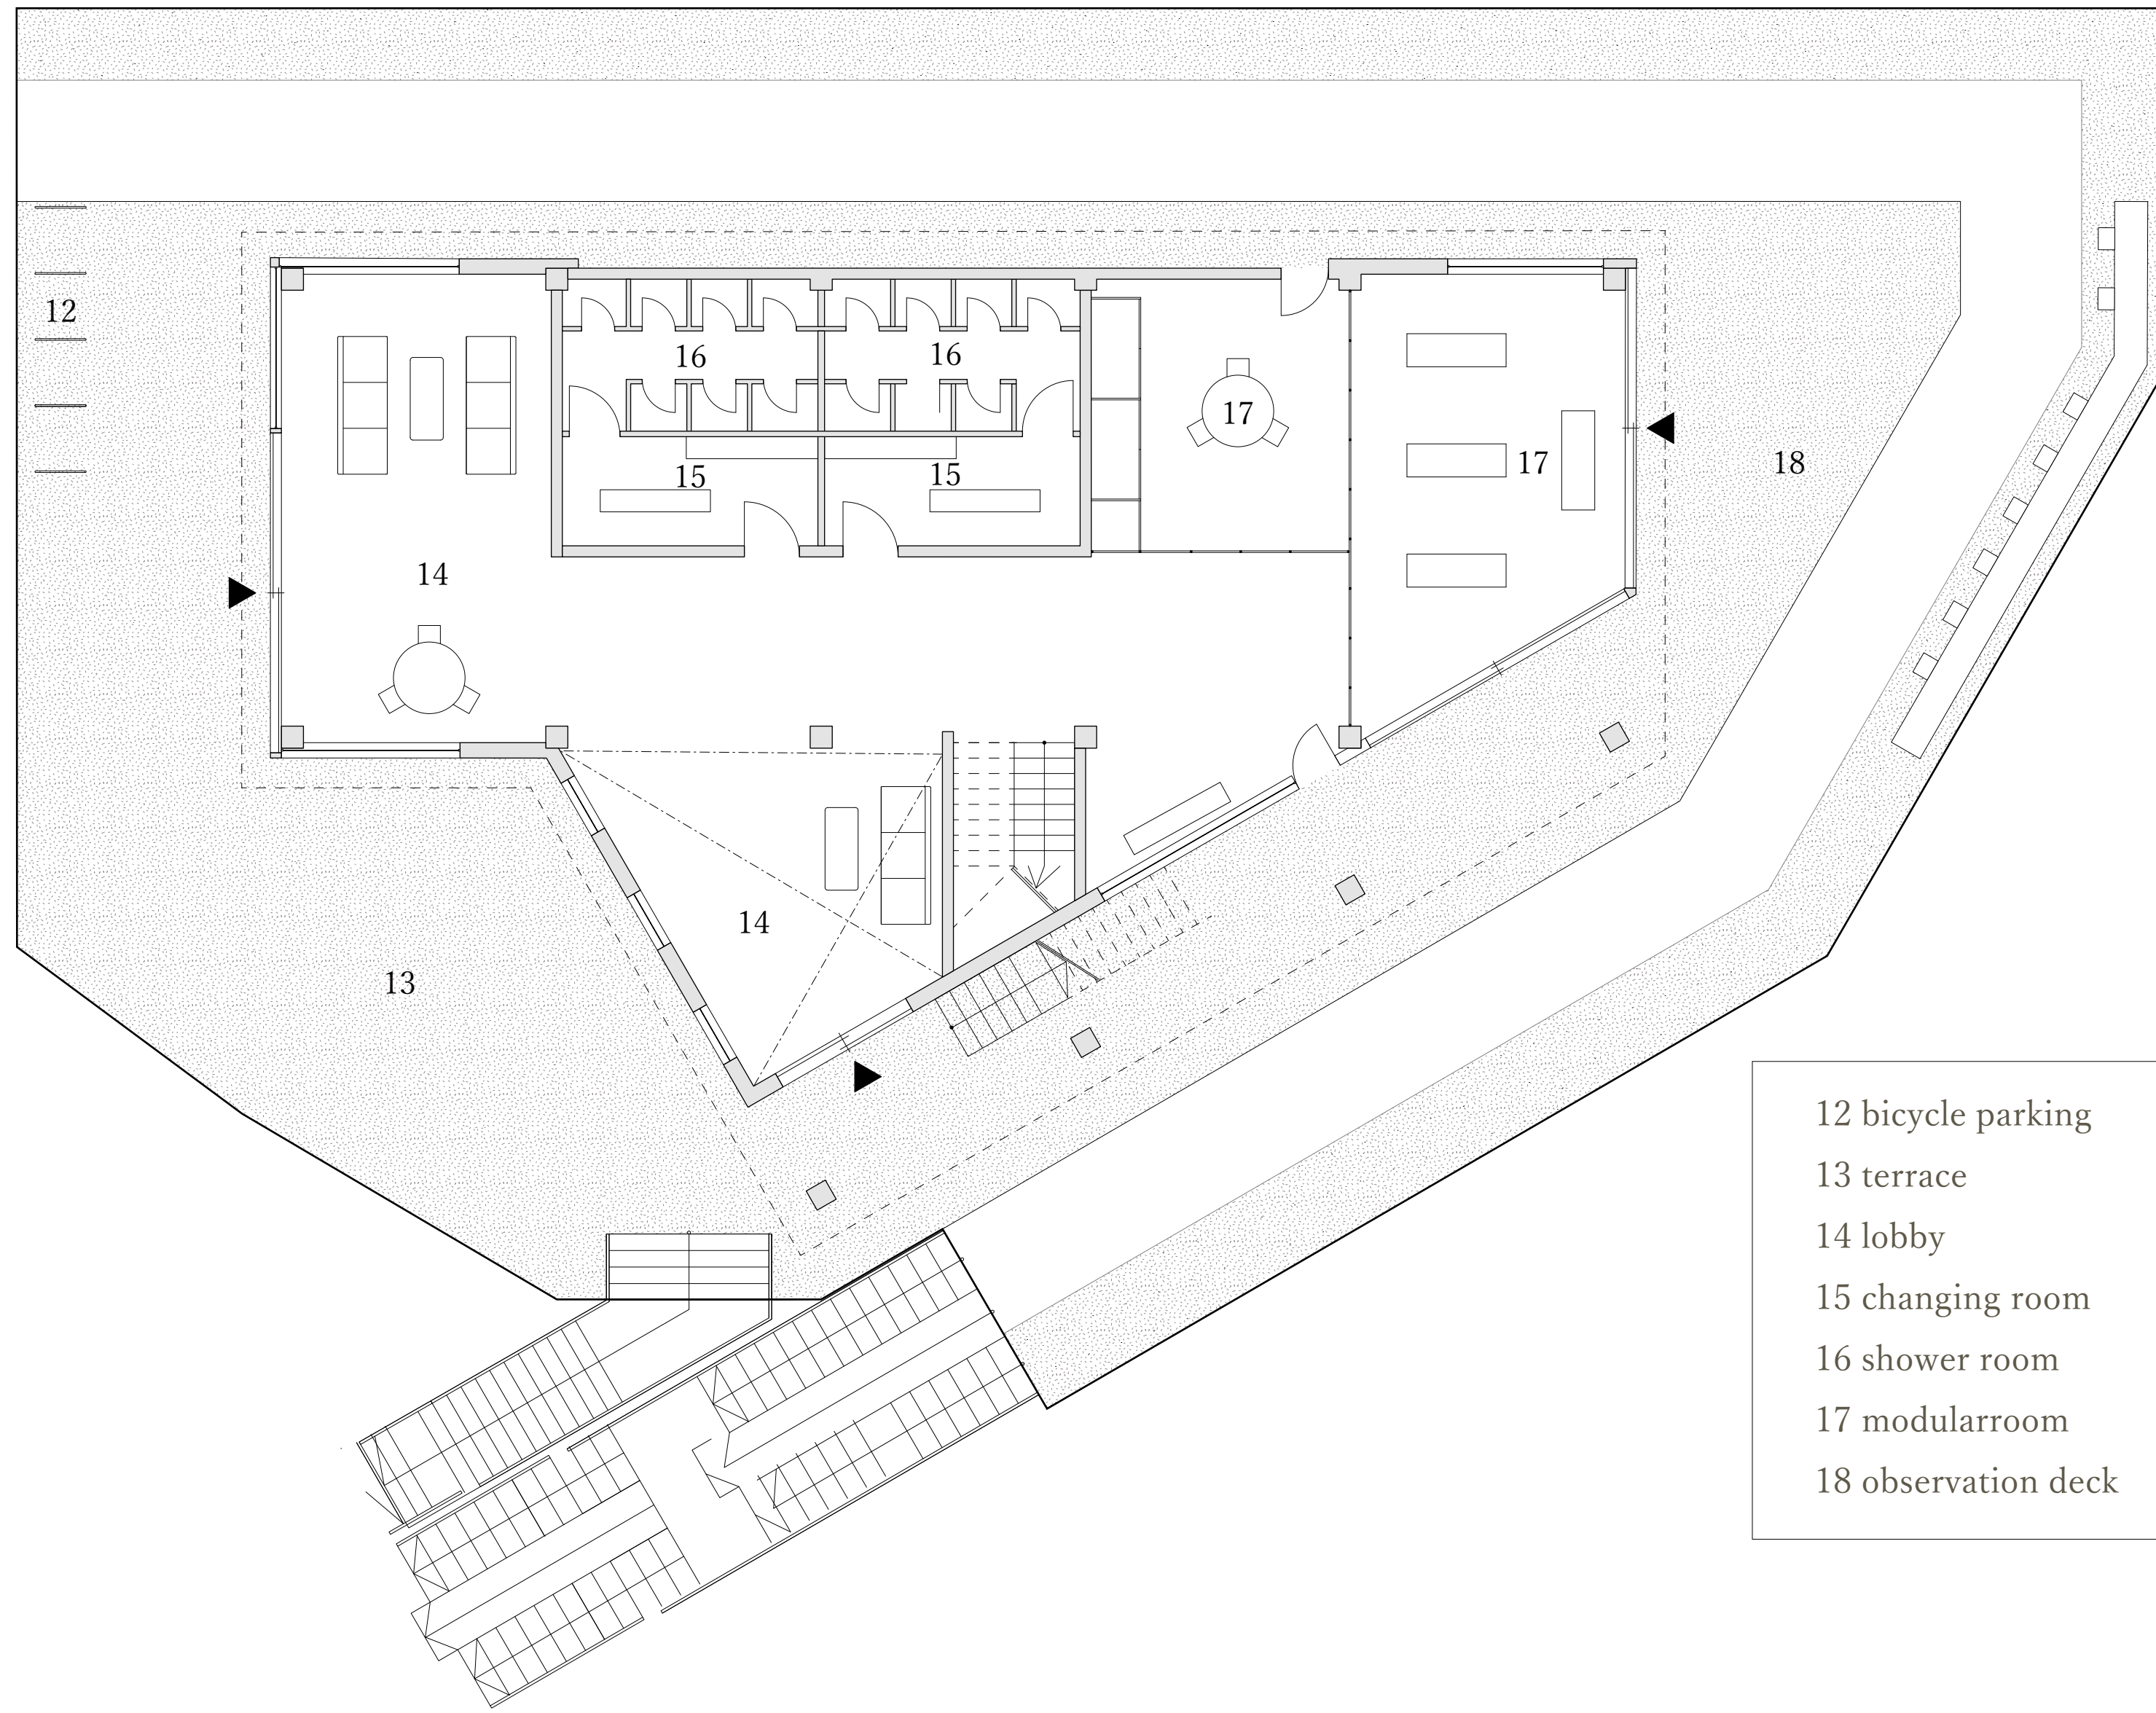 12
16
16
17
17
18
15
15
14
14
13
12 bicycle parking
13 terrace
14 lobby
15 changing room
16 shower room
17 modularroom
18 observation deck